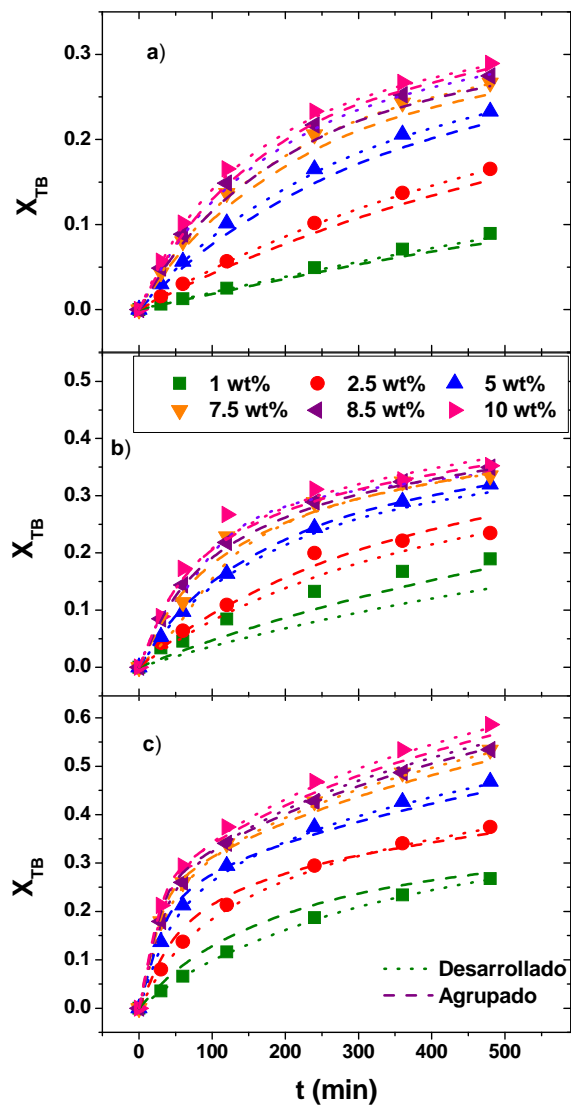 a)
0.3
0.2
0.1
0.0
X_TB
1 wt% 2.5 wt% 5 wt%
7.5 wt% 8.5 wt% 10 wt%
b)
0.5
0.4
0.3
0.2
0.1
0.0
X_TB
c)
0.6
0.5
0.4
0.3
0.2
0.1
0.0
X_TB
Desarrollado
Agrupado
0 100 200 300 400 500
t (min)